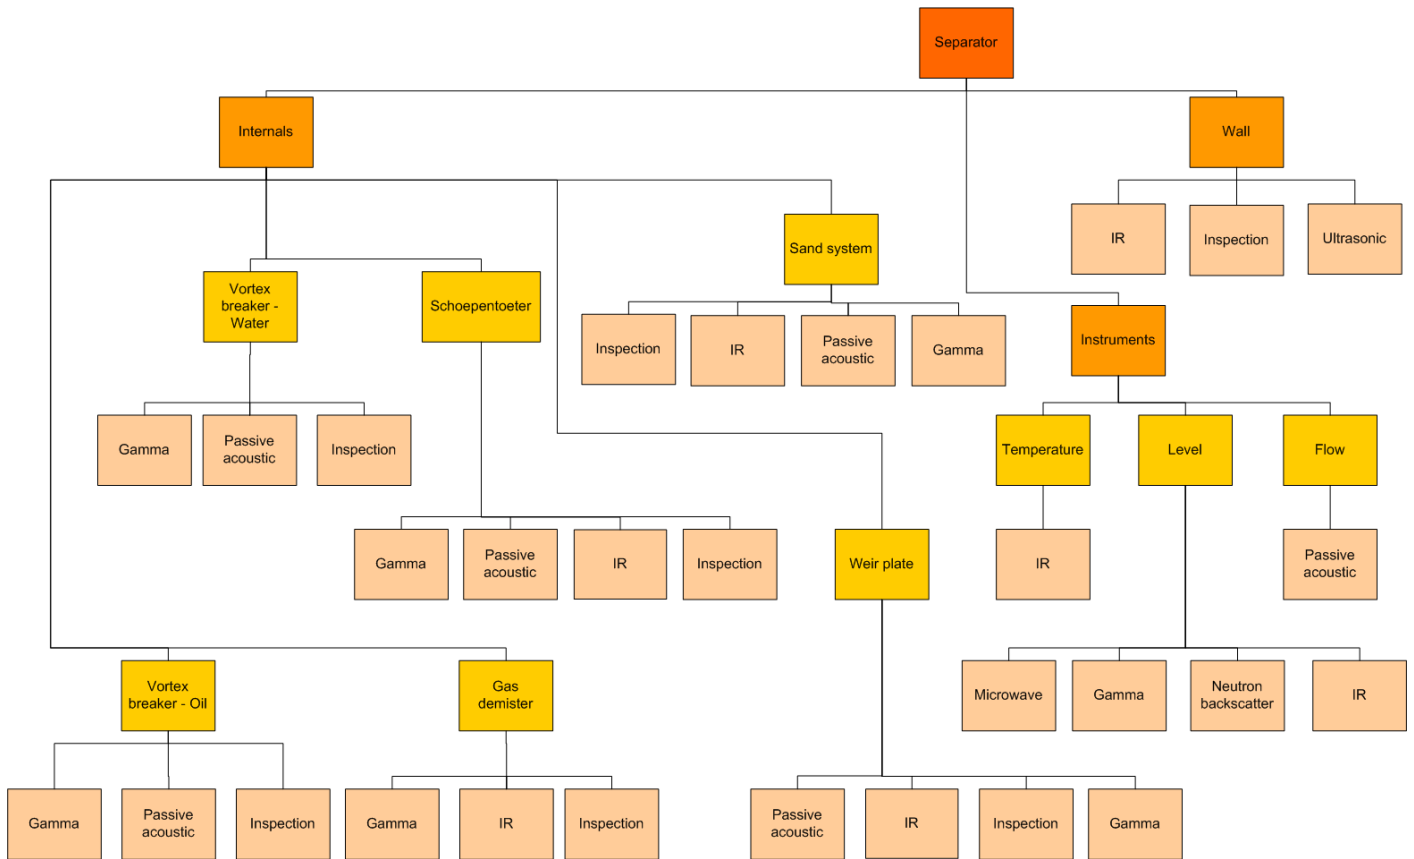 Separator
Internals
Wall
IR
Inspection
Ultrasonic
Sand system
Vortex
breaker -
Water
Schoepentoeter
Instruments
Inspection
IR
Passive
acoustic
Gamma
Gamma
Passive
acoustic
Inspection
Temperature
Level
Flow
Gamma
Passive
acoustic
IR
Inspection
Weir plate
IR
Passive
acoustic
Vortex
breaker - Oil
Gas
demister
Microwave
Gamma
Neutron
backscatter
IR
Gamma
Passive
acoustic
Inspection
Gamma
IR
Inspection
Passive
acoustic
IR
Inspection
Gamma